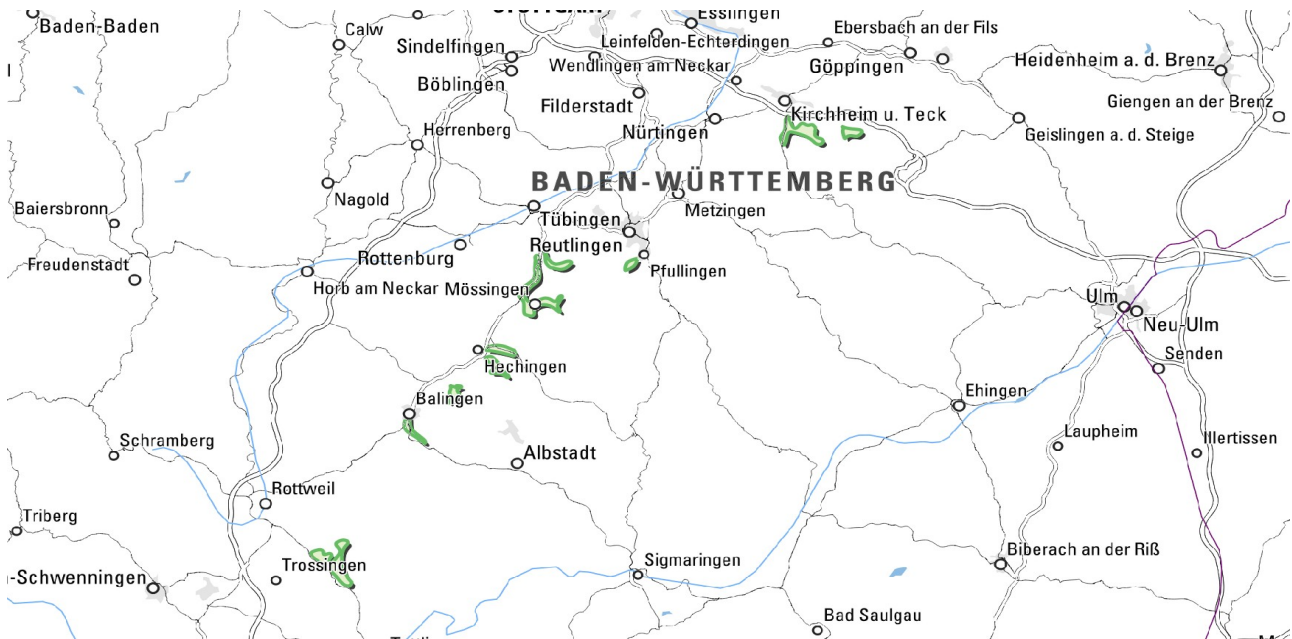 Esslingen
Baden-Baden
Calw
Ebersbach an der Fils
Sindelfingen
Leinfelden-Echterdingen
Wendlingen am Neckar
Göppingen
Heidenheim a. d. Brenz
Böblingen
Filderstadt
Giengen an der Brenz
Kirchheim u. Teck
Nürtingen
Herrenberg
Geislingen a. d. Steige
BADEN-WÜRTTEMBERG
Nagold
Baiersbronn
Tübingen
Metzingen
Reutlingen
Rottenburg
Freudenstadt
Pfullingen
Horb am Neckar
Mössingen
Ulm
Neu-Ulm
Senden
Hechingen
Ehingen
Balingen
Laupheim
Illertissen
Schramberg
Albstadt
Rottweil
Triberg
Biberach an der Riß
Sigmaringen
Trossingen
-Schwenningen
Bad Saulgau